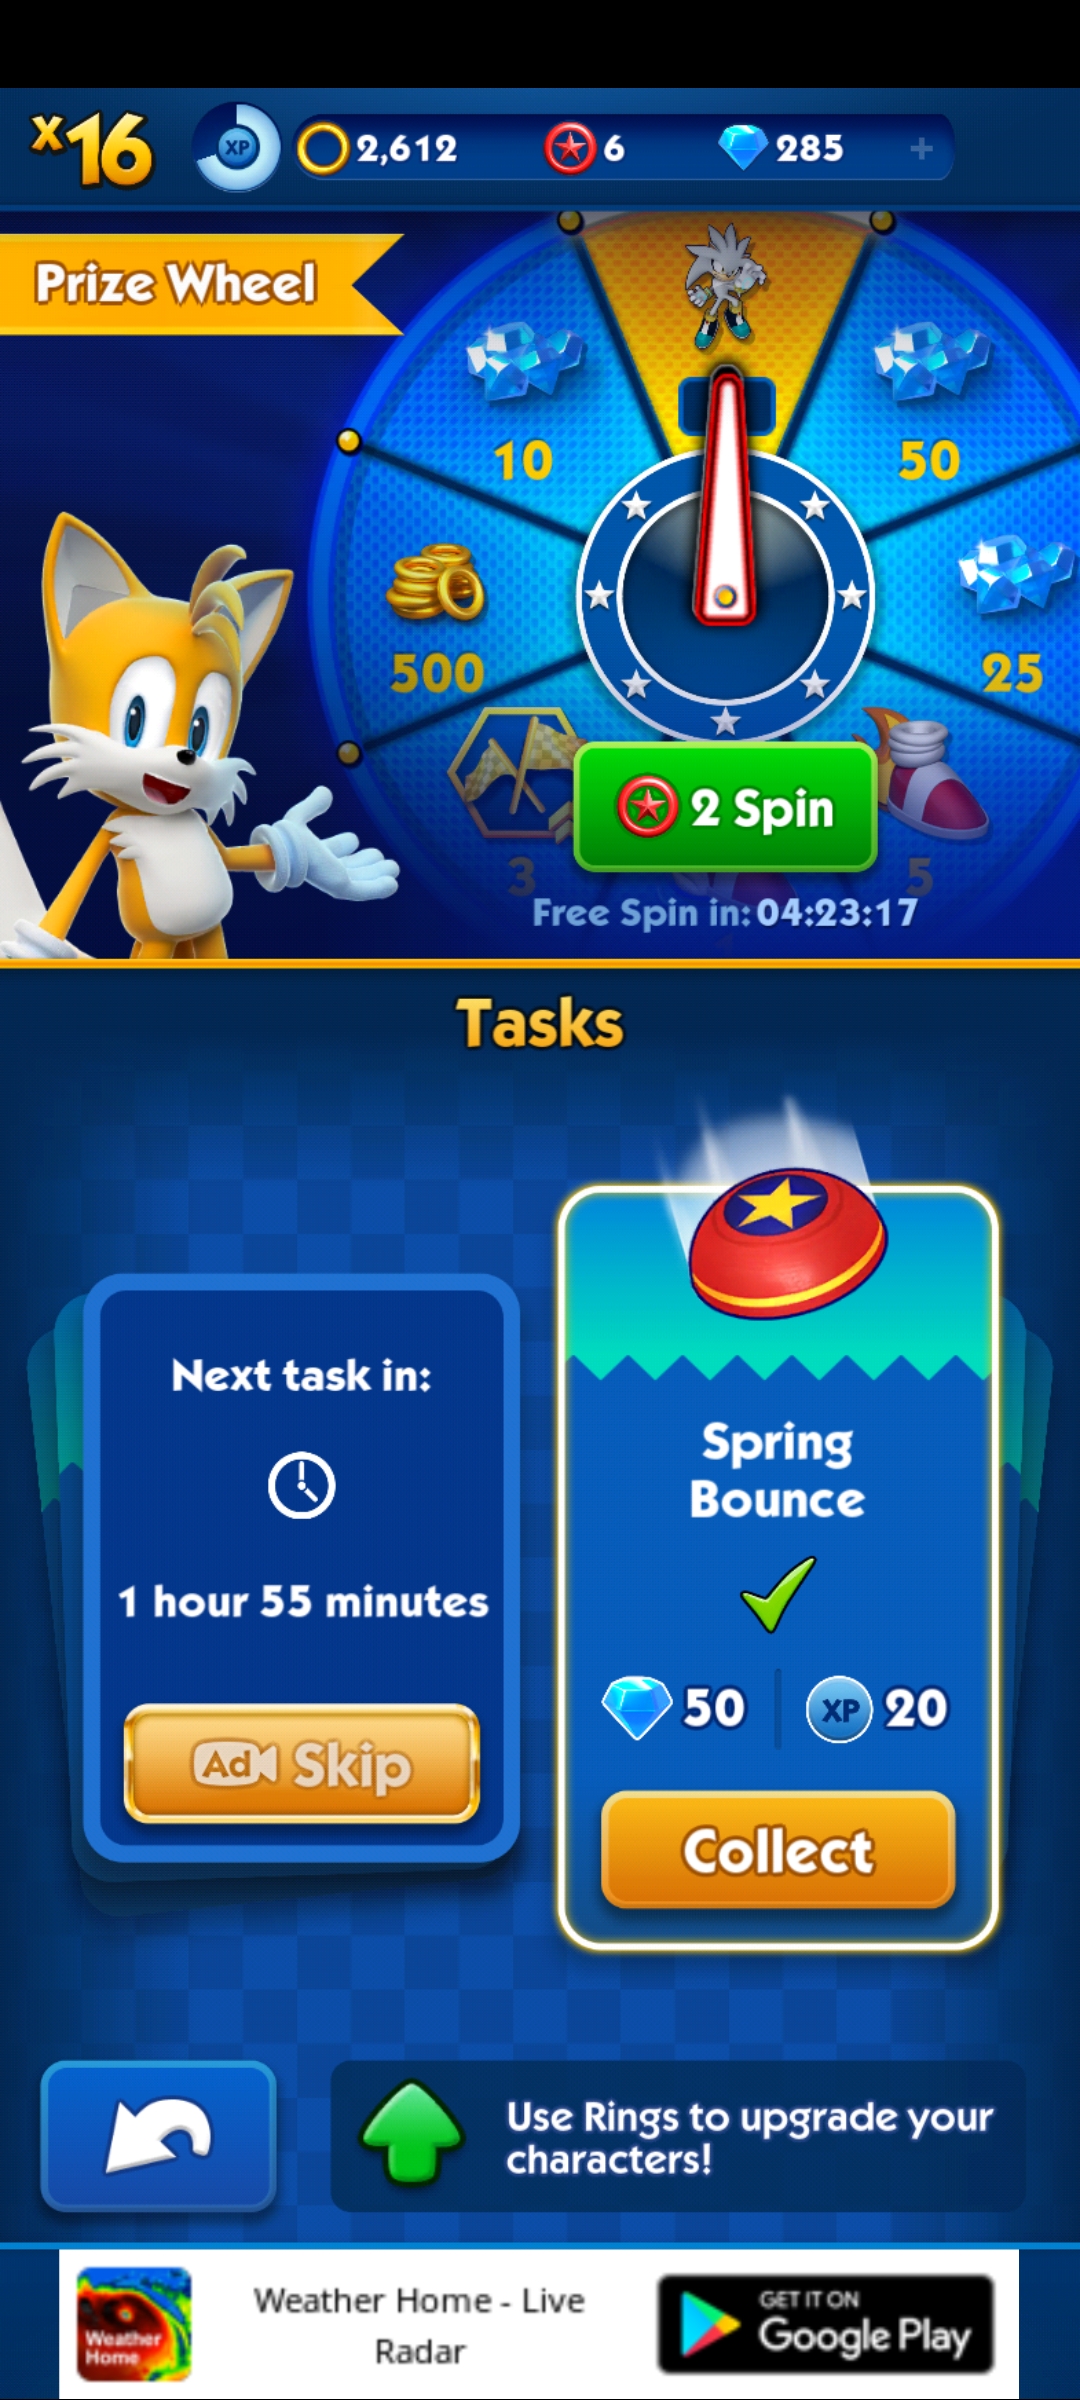 x16
XP
2,612
6
285
+
Prize Wheel
10
50
500
25
2 Spin
3
5
Free Spin in: 04:23:17
Tasks
Next task in:
1 hour 55 minutes
Ad Skip
Spring
Bounce
50
XP 20
Collect
Use Rings to upgrade your
characters!
Weather
Home
Weather Home - Live
Radar
GET IT ON
Google Play